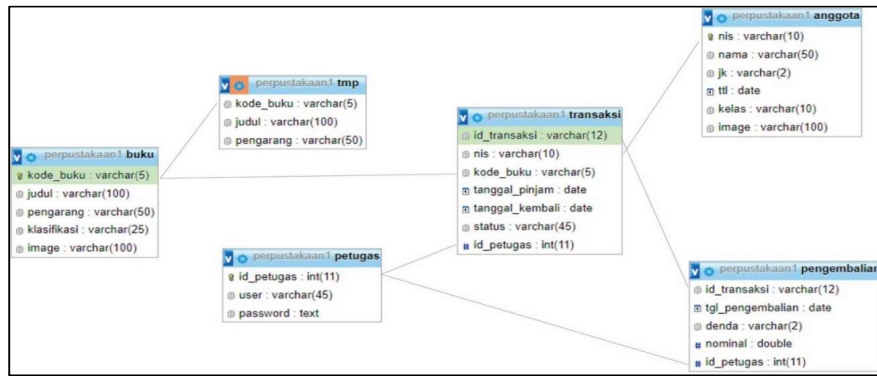 perpustakaan1 anggota
nis : varchar(10)
nama : varchar(50)
jk : varchar(2)
ttl : date
kelas : varchar(10)
image : varchar(100)
perpustakaan1 tmp
kode_buku : varchar(5)
judul : varchar(100)
pengarang : varchar(50)
perpustakaan1 transaksi
id_transaksi : varchar(12)
nis : varchar(10)
kode_buku : varchar(5)
tanggal_pinjam : date
tanggal_kembali : date
status : varchar(45)
id_petugas : int(11)
perpustakaan1 buku
kode_buku : varchar(5)
judul : varchar(100)
pengarang : varchar(50)
klasifikasi : varchar(25)
image : varchar(100)
perpustakaan1 petugas
id_petugas : int(11)
user : varchar(45)
password : text
perpustakaan1 pengembalian
id_transaksi : varchar(12)
tgl_pengembalian : date
denda : varchar(2)
nominal : double
id_petugas : int(11)